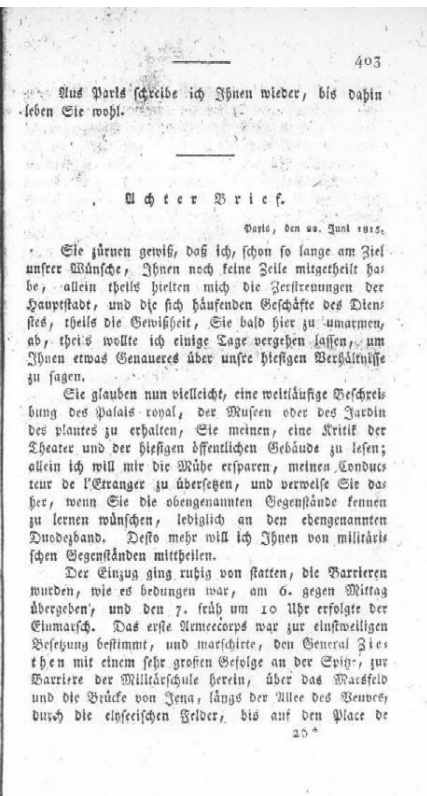 403
Aus Paris schreibe ich Ihnen wieder, bis dahin
leben Sie wohl.
Achter Brief.
Paris, den 22. Juni 1815.
Sie zürnen gewiß, daß ich, schon so lange am Ziel
unsrer Wünsche, Ihnen noch keine Zeile mitgetheilt ha-
be, allein theils hielten mich die Zerstreuungen der
Hauptstadt, und die sich häufenden Geschäfte des Dien-
stes, theils die Gewißheit, Sie bald hier zu umarmen,
ab, theils wollte ich einige Tage vergehen lassen, um
Ihnen etwas Genaueres über unsre hiesigen Verhältnisse
zu sagen.
Sie glauben nun vielleicht, eine weitläufige Beschrei-
bung des Palais royal, der Museen oder des Jardin
des plantes zu erhalten, Sie meinen, eine Kritik der
Theater und der hiesigen öffentlichen Gebäude zu lesen;
allein ich will mir die Mühe ersparen, meinen Conduc-
teur de l'Etranger zu übersetzen, und verweise Sie da-
her, wenn Sie die obengenannten Gegenstände kennen
zu lernen wünschen, lediglich an den ebengenannten
Duodezband. Desto mehr will ich Ihnen von militäri-
schen Gegenständen mittheilen.
Der Einzug ging ruhig von statten, die Barrieren
wurden, wie es bedungen war, am 6. gegen Mittag
übergeben, und den 7. früh um 10 Uhr erfolgte der
Einmarsch. Das erste Armeecorps war zur einstweiligen
Besetzung bestimmt, und marschirte, den General Zie-
then mit einem sehr großen Gefolge an der Spitze, zur
Barriere der Militärschule herein, über das Marsfeld
und die Brücke von Jena, längs der Allee des Veuves,
durch die elyseeischen Felder, bis auf den Place de
26*